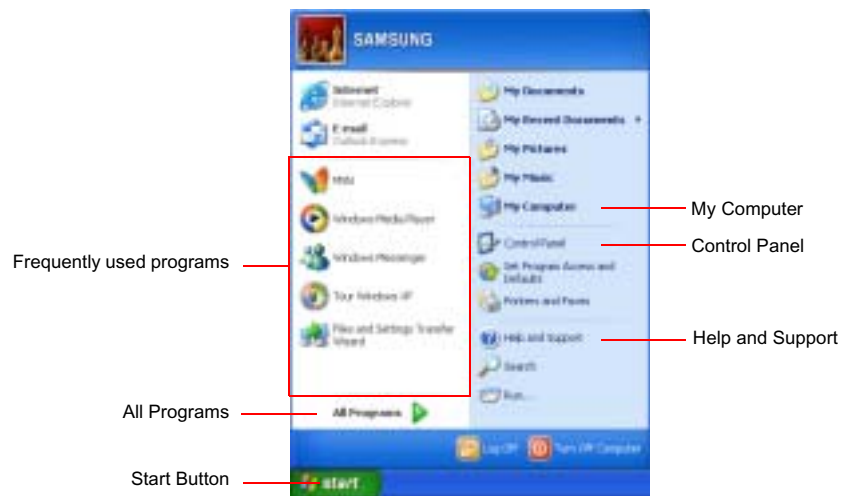 SAMSUNG
Internet
Internet Explorer
E-mail
Outlook Express
MSN
Windows Media Player
Windows Messenger
Tour Windows XP
Files and Settings Transfer
Wizard
All Programs
My Documents
My Recent Documents
My Pictures
My Music
My Computer
Control Panel
Set Program Access and
Defaults
Printers and Faxes
Help and Support
Search
Run...
Log Off
Turn Off Computer
start
Frequently used programs
All Programs
Start Button
My Computer
Control Panel
Help and Support